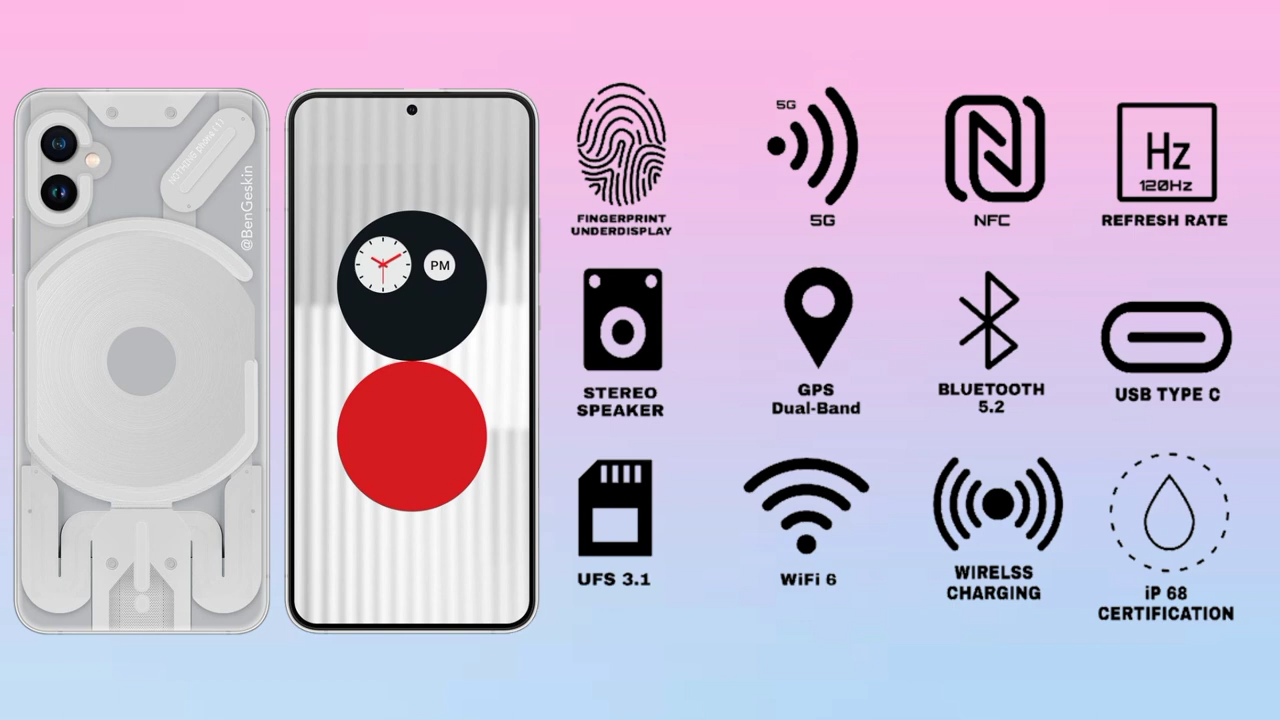 NOTHING phone (1)
@BenGeskin
PM
FINGERPRINT
UNDERDISPLAY
5G
5G
NFC
Hz
120Hz
REFRESH RATE
STEREO
SPEAKER
GPS
Dual-Band
BLUETOOTH
5.2
USB TYPE C
UFS 3.1
WiFi 6
WIRELSS
CHARGING
iP 68
CERTIFICATION